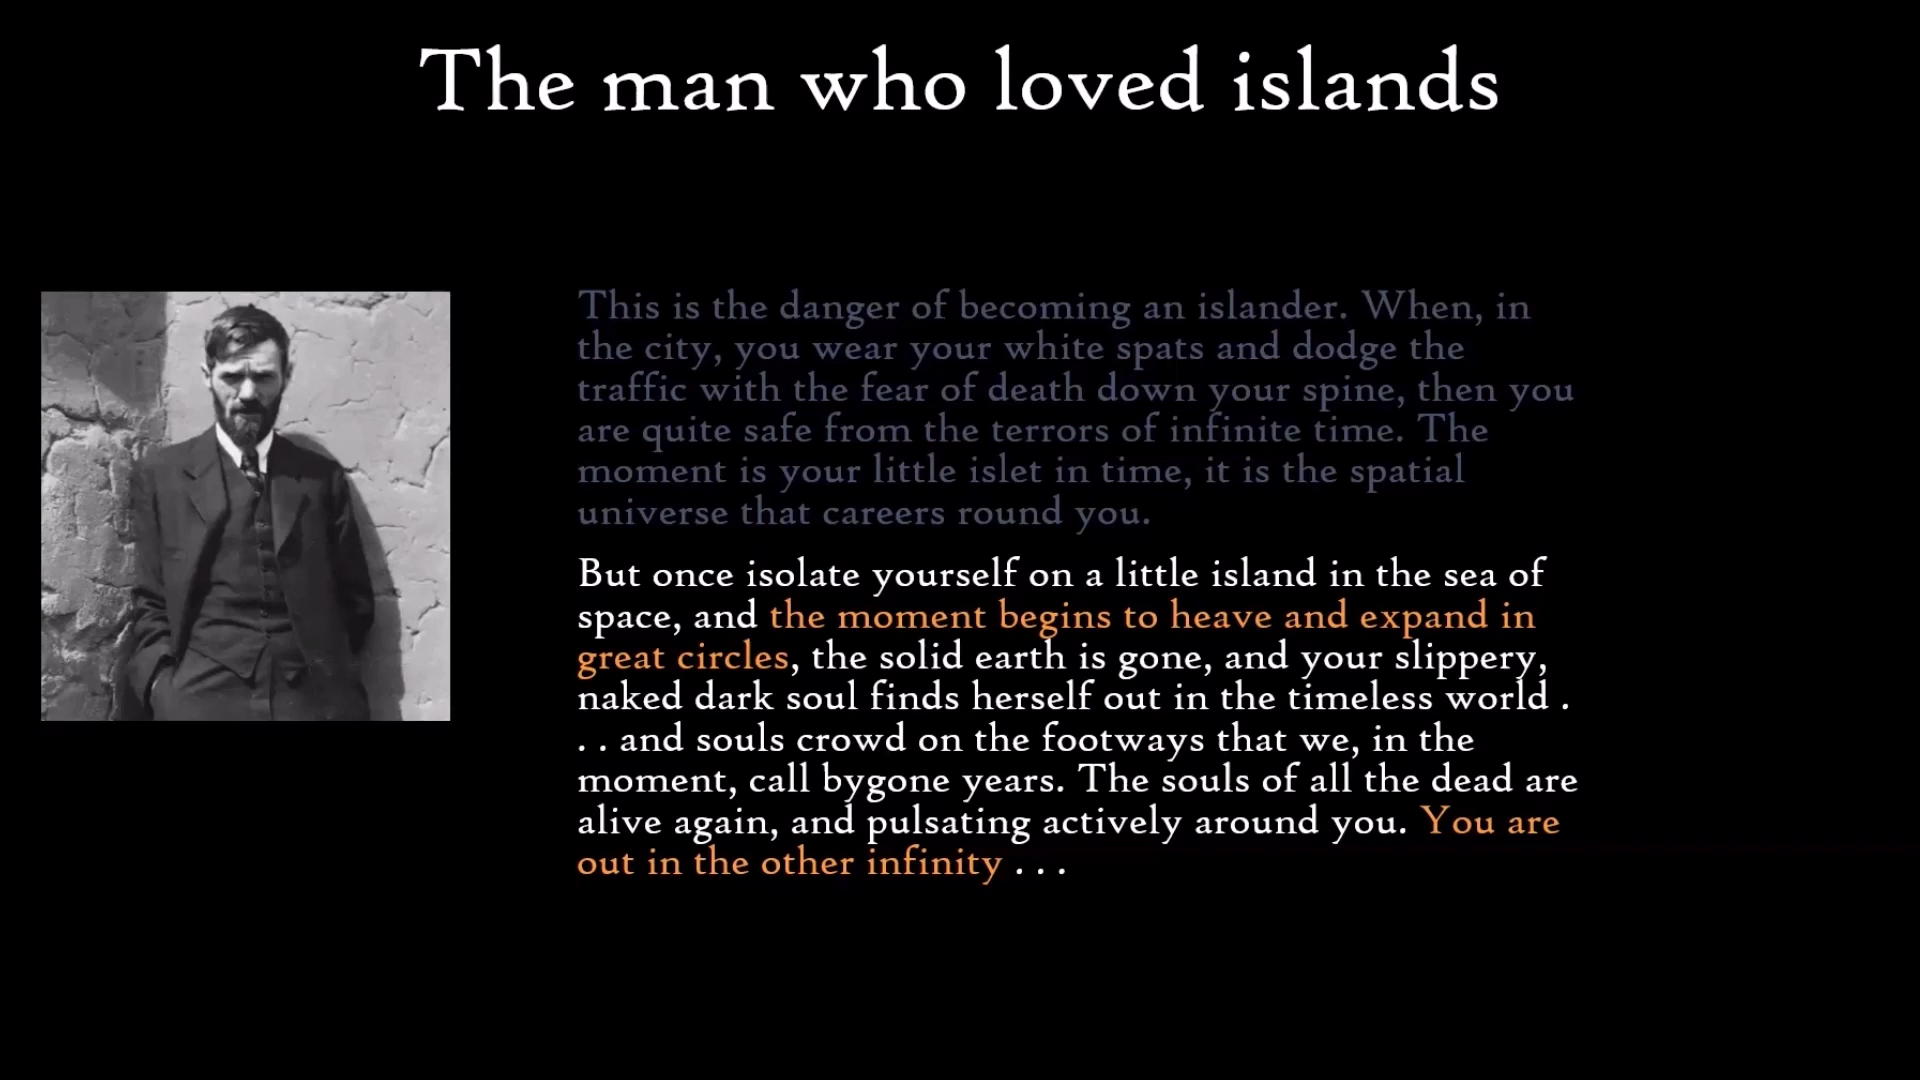 The man who loved islands
This is the danger of becoming an islander. When, in
the city, you wear your white spats and dodge the
traffic with the fear of death down your spine, then you
are quite safe from the terrors of infinite time. The
moment is your little islet in time, it is the spatial
universe that careers round you.
But once isolate yourself on a little island in the sea of
space, and the moment begins to heave and expand in
great circles, the solid earth is gone, and your slippery,
naked dark soul finds herself out in the timeless world .
. . and souls crowd on the footways that we, in the
moment, call bygone years. The souls of all the dead are
alive again, and pulsating actively around you. You are
out in the other infinity . . .